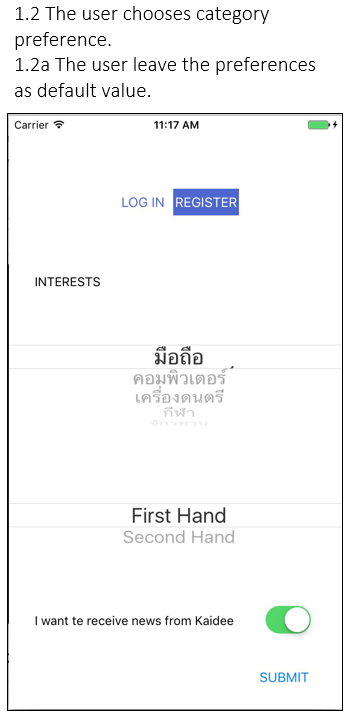 1.2 The user chooses category
preference.
1.2a The user leave the preferences
as default value.
Carrier 11:17 AM
LOG IN REGISTER
INTERESTS
มือถือ
คอมพิวเตอร์
เครื่องดนตรี
กีฬา
First Hand
Second Hand
I want te receive news from Kaidee
SUBMIT